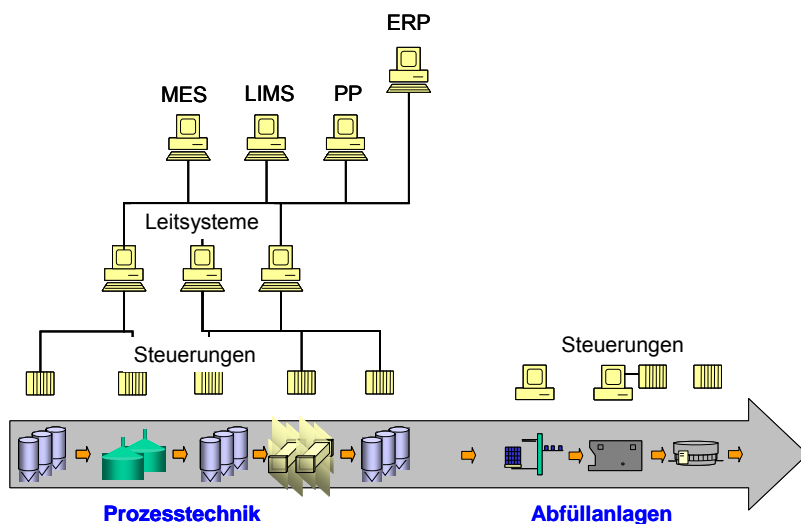 ERP
MES LIMS PP
Leitsysteme
Steuerungen
Steuerungen
Prozesstechnik
Abfüllanlagen